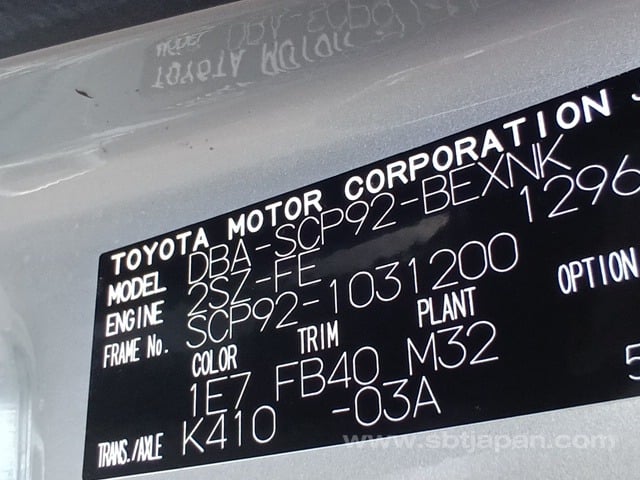 TOYOTA MOTOR CORPORATION
MODEL DBA-SCP92-BEXNK
ENGINE 2SZ-FE 1296
FRAME No. SCP92-1031200
COLOR TRIM PLANT OPTION
1E7 FB40 M32
TRANS./AXLE K410 -03A
www.sbtjapan.com